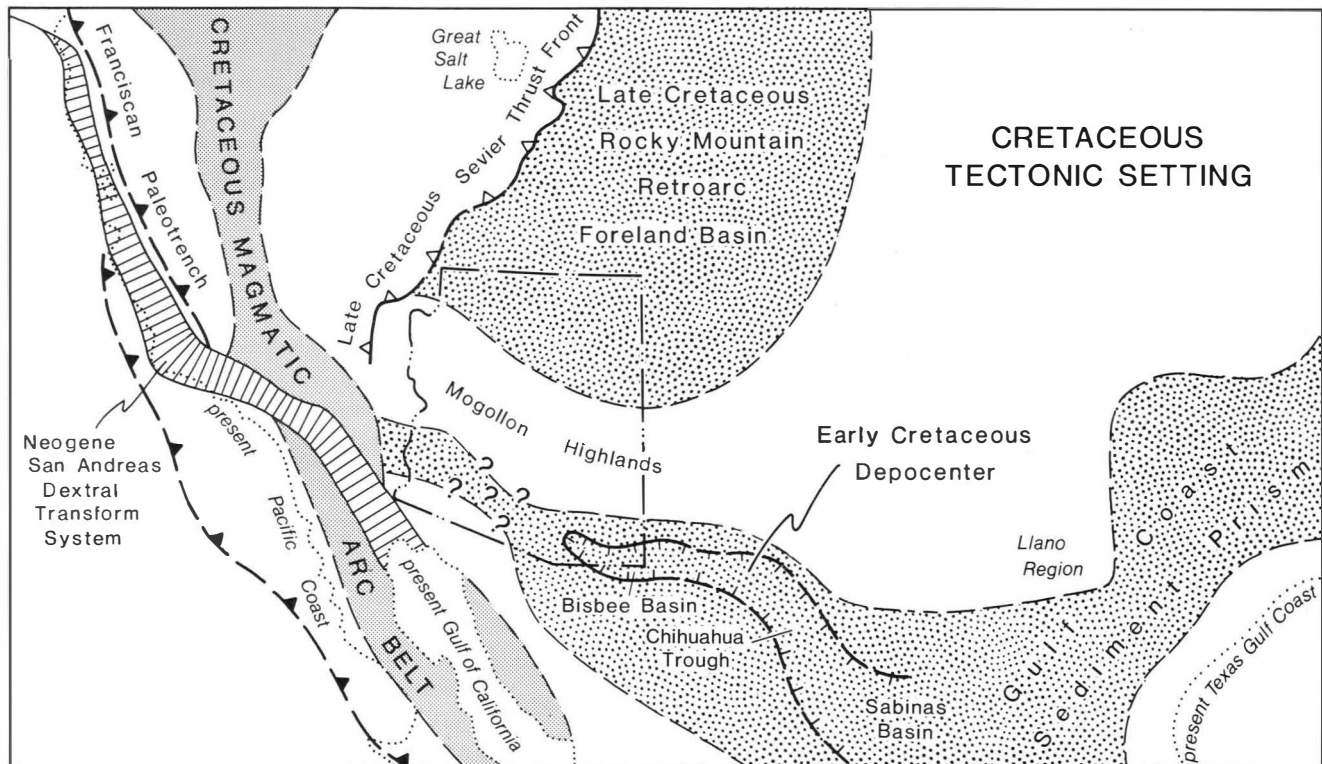 CRETACEOUS
TECTONIC SETTING
Franciscan Paleotrench
CRETACEOUS MAGMATIC
ARC
BELT
Great
Salt
Lake
Late Cretaceous Sevier Thrust Front
Late Cretaceous
Rocky Mountain
Retroarc
Foreland Basin
Mogollon Highlands
Neogene
San Andreas
Dextral
Transform
System
present Pacific Coast
present Gulf of California
? ? ?
? ? ?
Early Cretaceous
Depocenter
Bisbee Basin
Chihuahua
Trough
Sabinas
Basin
Llano
Region
Gulf Coast
Sediment Prism
present Texas Gulf Coast